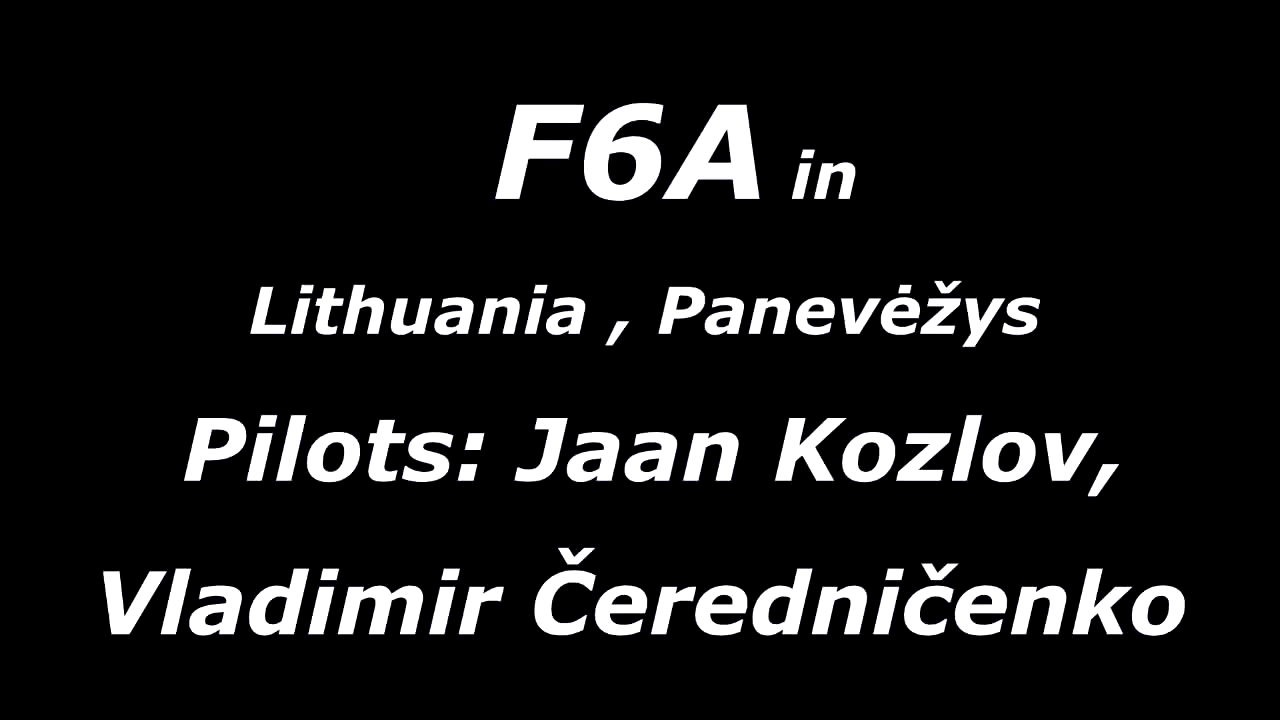 F6A in
Lithuania , Panevėžys
Pilots: Jaan Kozlov,
Vladimir Čeredničenko